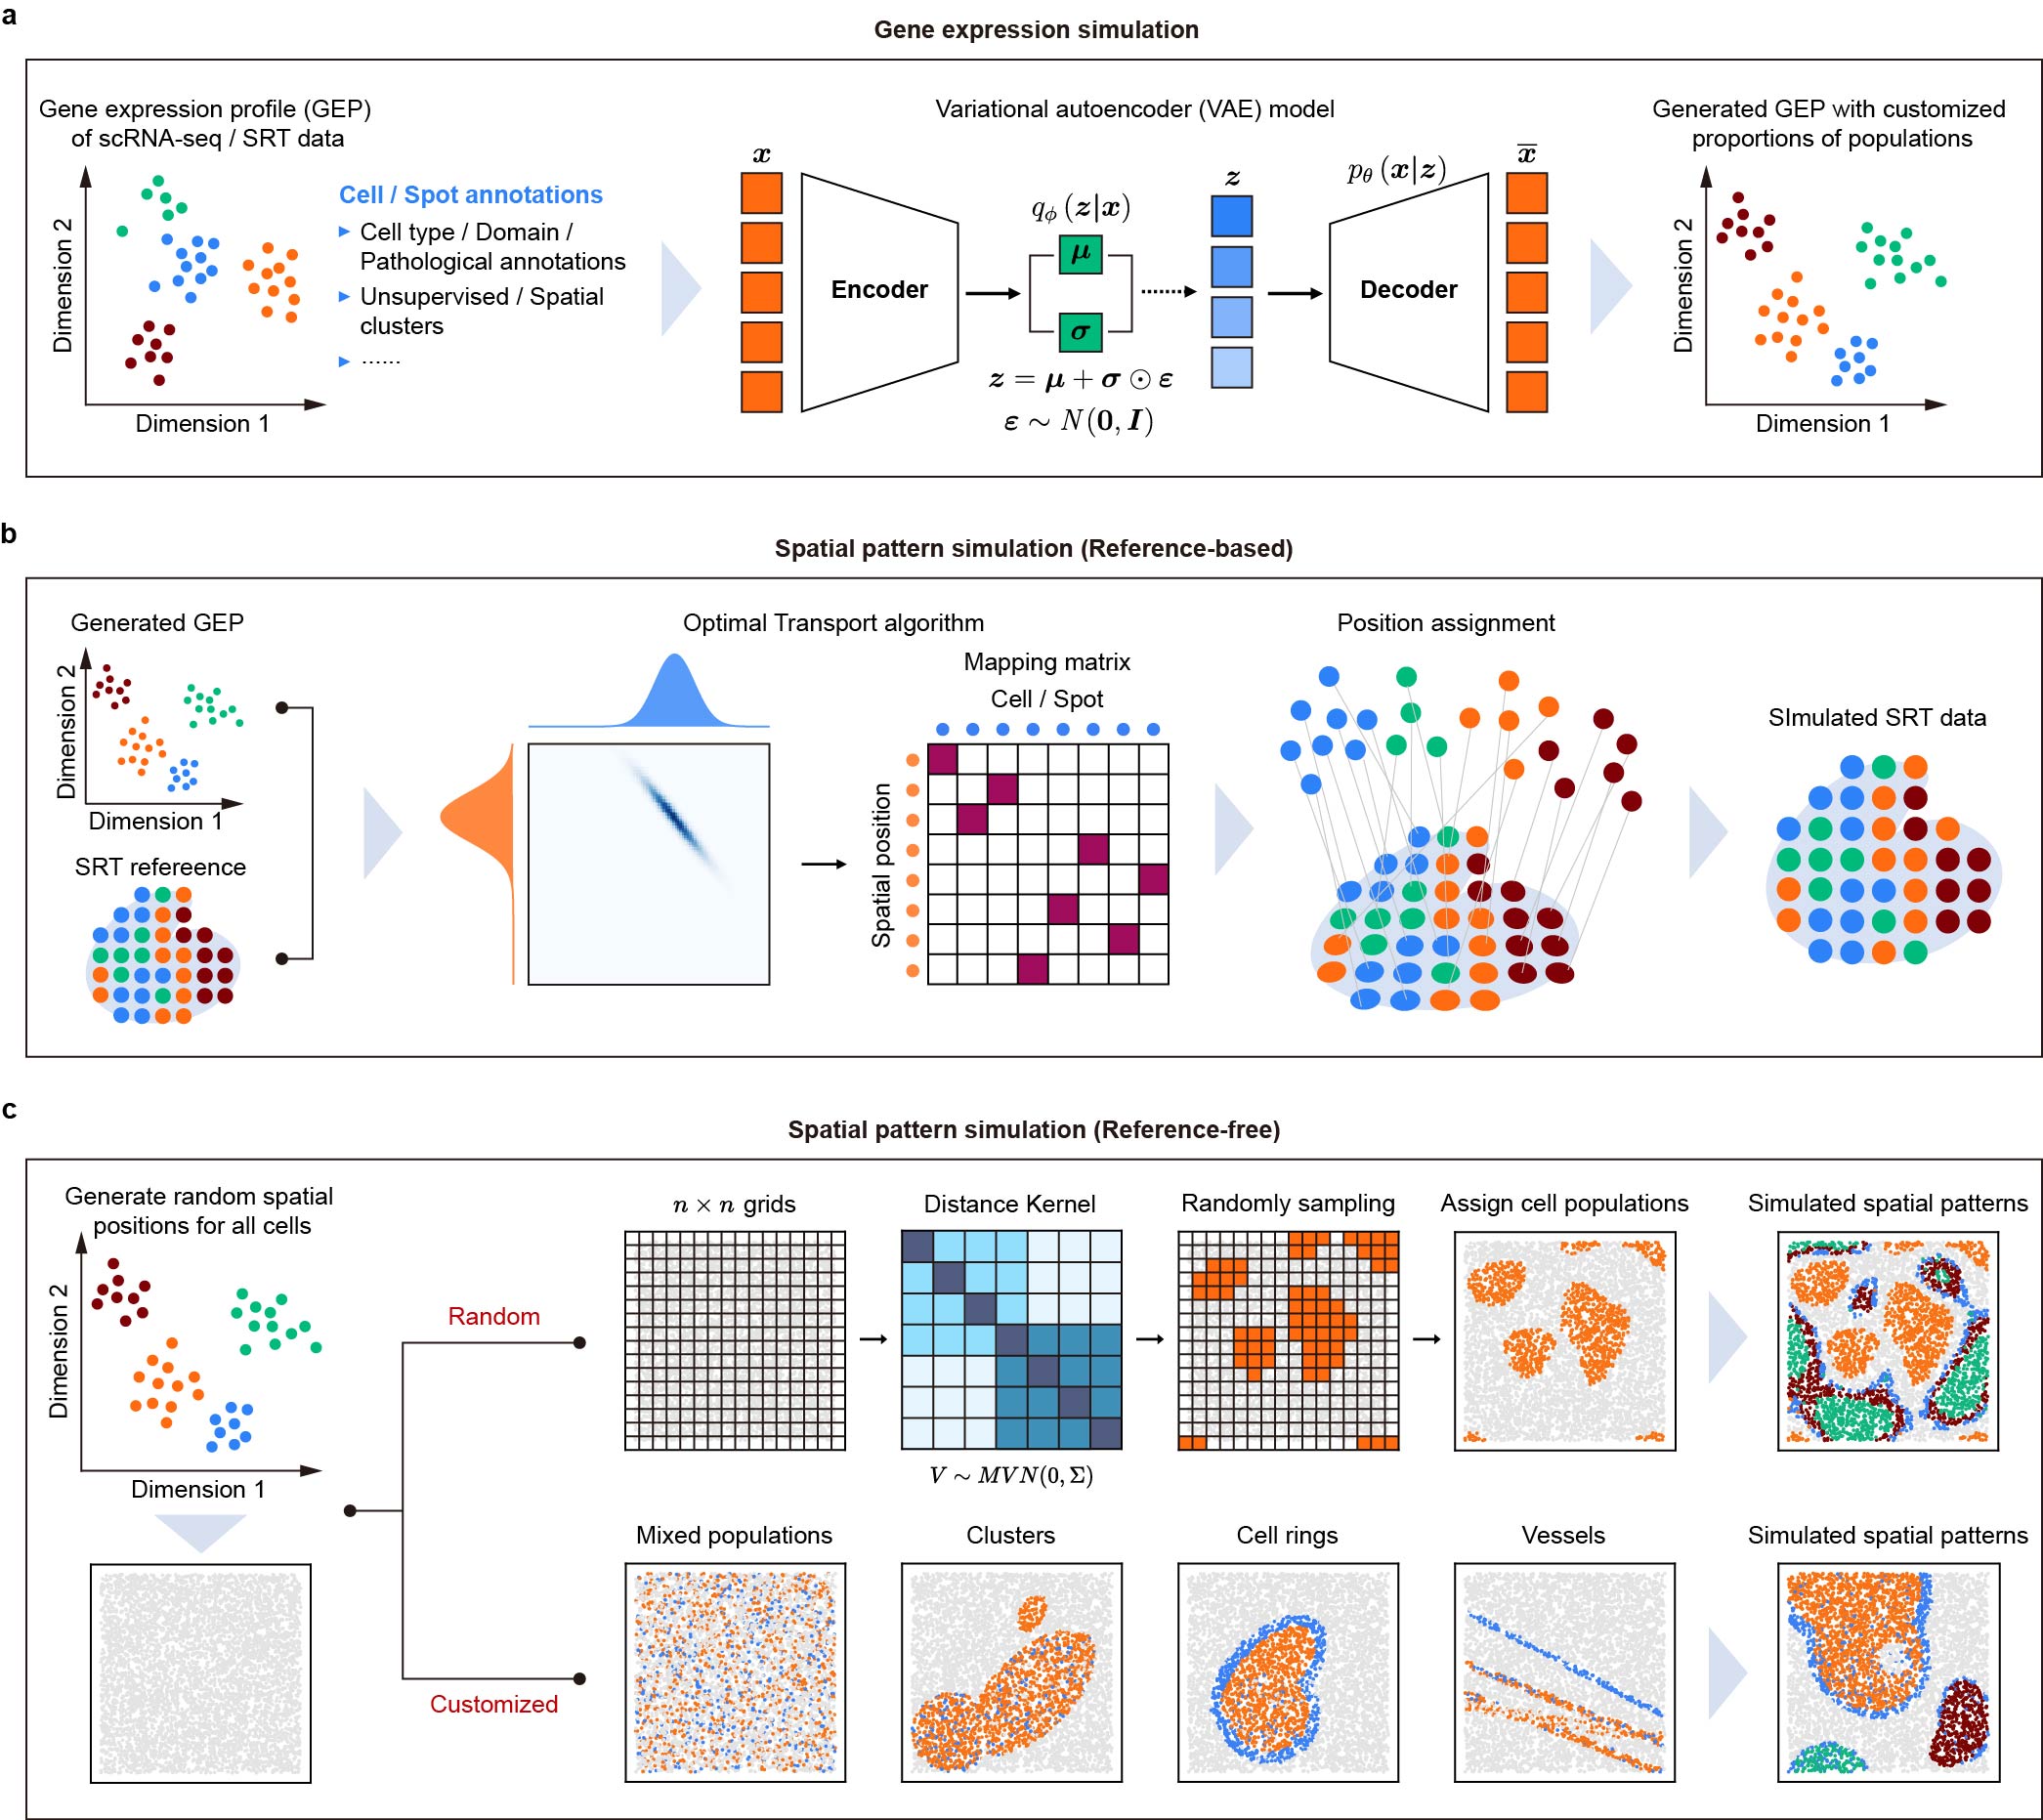 a
Gene expression simulation
Gene expression profile (GEP)
of scRNA-seq / SRT data
Dimension 2
Dimension 1
Cell / Spot annotations
Cell type / Domain /
Pathological annotations
Unsupervised / Spatial
clusters
......
Variational autoencoder (VAE) model
x
Encoder
qϕ (z|x)
μ
σ
z = μ + σ ⊙ ε
ε ∼ N(0, I)
z
pθ (x|z)
Decoder
x̅
Generated GEP with customized
proportions of populations
Dimension 2
Dimension 1
b
Spatial pattern simulation (Reference-based)
Generated GEP
Dimension 2
Dimension 1
SRT refereence
Optimal Transport algorithm
Mapping matrix
Cell / Spot
Spatial position
Position assignment
SImulated SRT data
c
Spatial pattern simulation (Reference-free)
Generate random spatial
positions for all cells
Dimension 2
Dimension 1
Random
Customized
n × n grids
Distance Kernel
V ∼ MVN(0, Σ)
Randomly sampling
Assign cell populations
Simulated spatial patterns
Mixed populations
Clusters
Cell rings
Vessels
Simulated spatial patterns